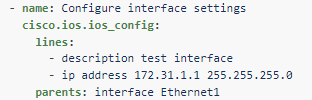 - name: Configure interface settings
  cisco.ios.ios_config:
    lines:
      - description test interface
      - ip address 172.31.1.1 255.255.255.0
    parents: interface Ethernet1